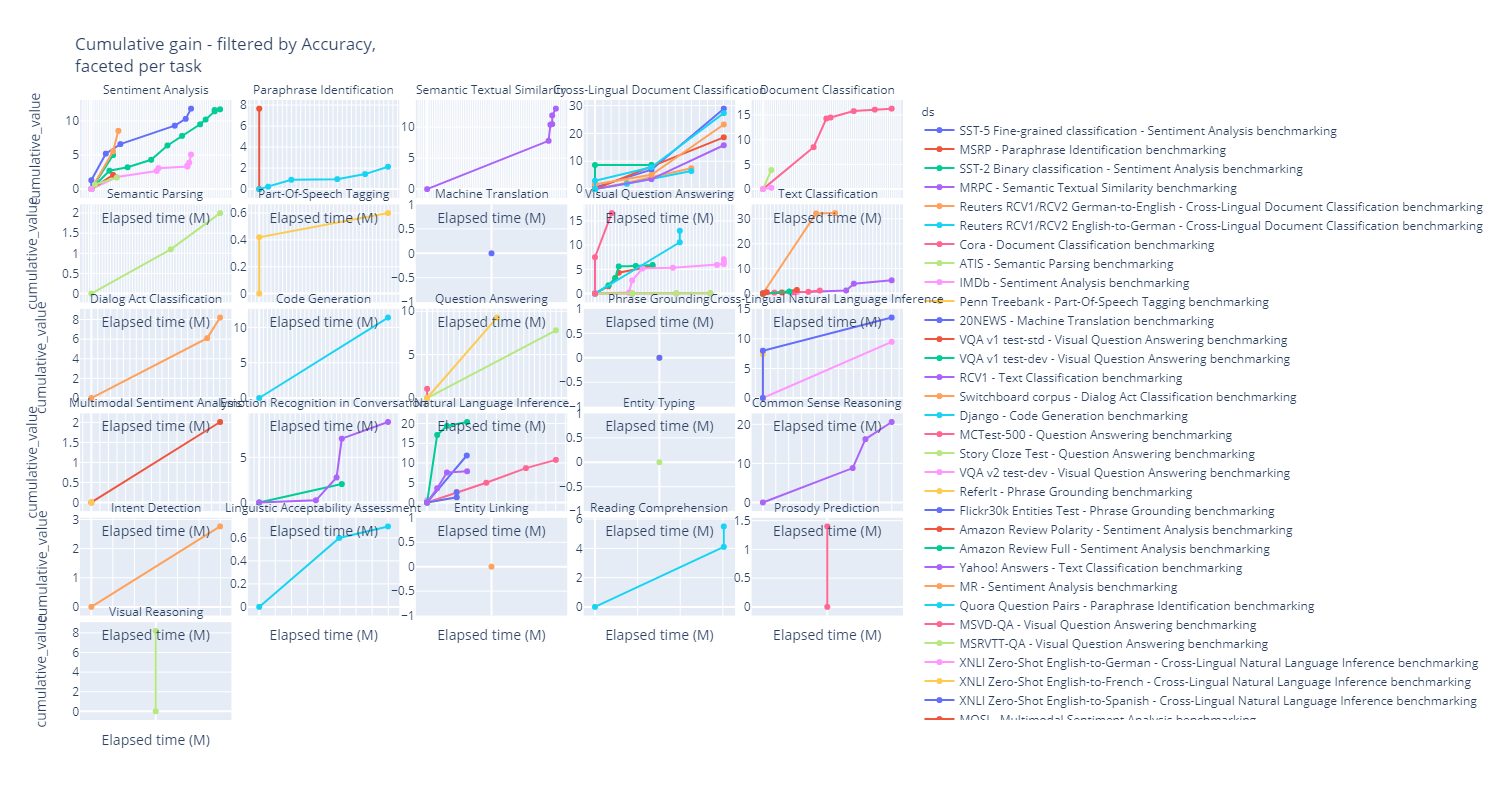 Cumulative gain - filtered by Accuracy,
faceted per task
Sentiment Analysis
Paraphrase Identification
Semantic Textual Similarity
Cross-Lingual Document Classification
Document Classification
cumulative_value
10
5
0
8
6
4
2
0
10
5
0
30
20
10
0
15
10
5
0
Elapsed time (M)
Elapsed time (M)
Elapsed time (M)
Elapsed time (M)
Elapsed time (M)
Semantic Parsing
Part-Of-Speech Tagging
Machine Translation
Visual Question Answering
Text Classification
cumulative_value
2
1.5
1
0.5
0
0.6
0.4
0.2
0
1
0.5
0
−0.5
−1
15
10
5
0
30
20
10
0
Elapsed time (M)
Elapsed time (M)
Elapsed time (M)
Elapsed time (M)
Elapsed time (M)
Dialog Act Classification
Code Generation
Question Answering
Phrase Grounding
Cross-Lingual Natural Language Inference
cumulative_value
8
6
4
2
0
10
5
0
10
5
0
1
0.5
0
−0.5
−1
15
10
5
0
Elapsed time (M)
Elapsed time (M)
Elapsed time (M)
Elapsed time (M)
Elapsed time (M)
Multimodal Sentiment Analysis
Emotion Recognition in Conversation
Natural Language Inference
Entity Typing
Common Sense Reasoning
cumulative_value
2
1.5
1
0.5
0
5
0
20
15
10
5
0
1
0.5
0
−0.5
−1
20
10
0
Elapsed time (M)
Elapsed time (M)
Elapsed time (M)
Elapsed time (M)
Elapsed time (M)
Intent Detection
Linguistic Acceptability Assessment
Entity Linking
Reading Comprehension
Prosody Prediction
cumulative_value
3
2
1
0
0.6
0.4
0.2
0
1
0.5
0
−0.5
−1
6
4
2
0
1.5
1
0.5
0
Elapsed time (M)
Elapsed time (M)
Elapsed time (M)
Elapsed time (M)
Visual Reasoning
cumulative_value
8
6
4
2
0
Elapsed time (M)
ds
SST-5 Fine-grained classification - Sentiment Analysis benchmarking
MSRP - Paraphrase Identification benchmarking
SST-2 Binary classification - Sentiment Analysis benchmarking
MRPC - Semantic Textual Similarity benchmarking
Reuters RCV1/RCV2 German-to-English - Cross-Lingual Document Classification benchmarking
Reuters RCV1/RCV2 English-to-German - Cross-Lingual Document Classification benchmarking
Cora - Document Classification benchmarking
ATIS - Semantic Parsing benchmarking
IMDb - Sentiment Analysis benchmarking
Penn Treebank - Part-Of-Speech Tagging benchmarking
20NEWS - Machine Translation benchmarking
VQA v1 test-std - Visual Question Answering benchmarking
VQA v1 test-dev - Visual Question Answering benchmarking
RCV1 - Text Classification benchmarking
Switchboard corpus - Dialog Act Classification benchmarking
Django - Code Generation benchmarking
MCTest-500 - Question Answering benchmarking
Story Cloze Test - Question Answering benchmarking
VQA v2 test-dev - Visual Question Answering benchmarking
ReferIt - Phrase Grounding benchmarking
Flickr30k Entities Test - Phrase Grounding benchmarking
Amazon Review Polarity - Sentiment Analysis benchmarking
Amazon Review Full - Sentiment Analysis benchmarking
Yahoo! Answers - Text Classification benchmarking
MR - Sentiment Analysis benchmarking
Quora Question Pairs - Paraphrase Identification benchmarking
MSVD-QA - Visual Question Answering benchmarking
MSRVTT-QA - Visual Question Answering benchmarking
XNLI Zero-Shot English-to-German - Cross-Lingual Natural Language Inference benchmarking
XNLI Zero-Shot English-to-French - Cross-Lingual Natural Language Inference benchmarking
XNLI Zero-Shot English-to-Spanish - Cross-Lingual Natural Language Inference benchmarking
MOSI - Multimodal Sentiment Analysis benchmarking